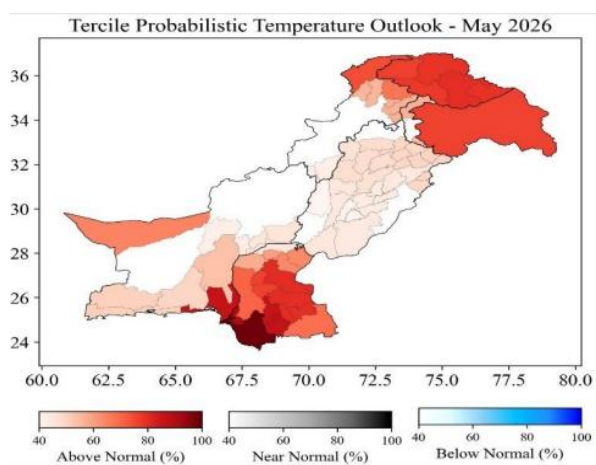 Tercile Probabilistic Temperature Outlook - May 2026
36
34
32
30
28
26
24
60.0 62.5 65.0 67.5 70.0 72.5 75.0 77.5 80.0
40 60 80 100 40 60 80 100 40 60 80 100
Above Normal (%) Near Normal (%) Below Normal (%)